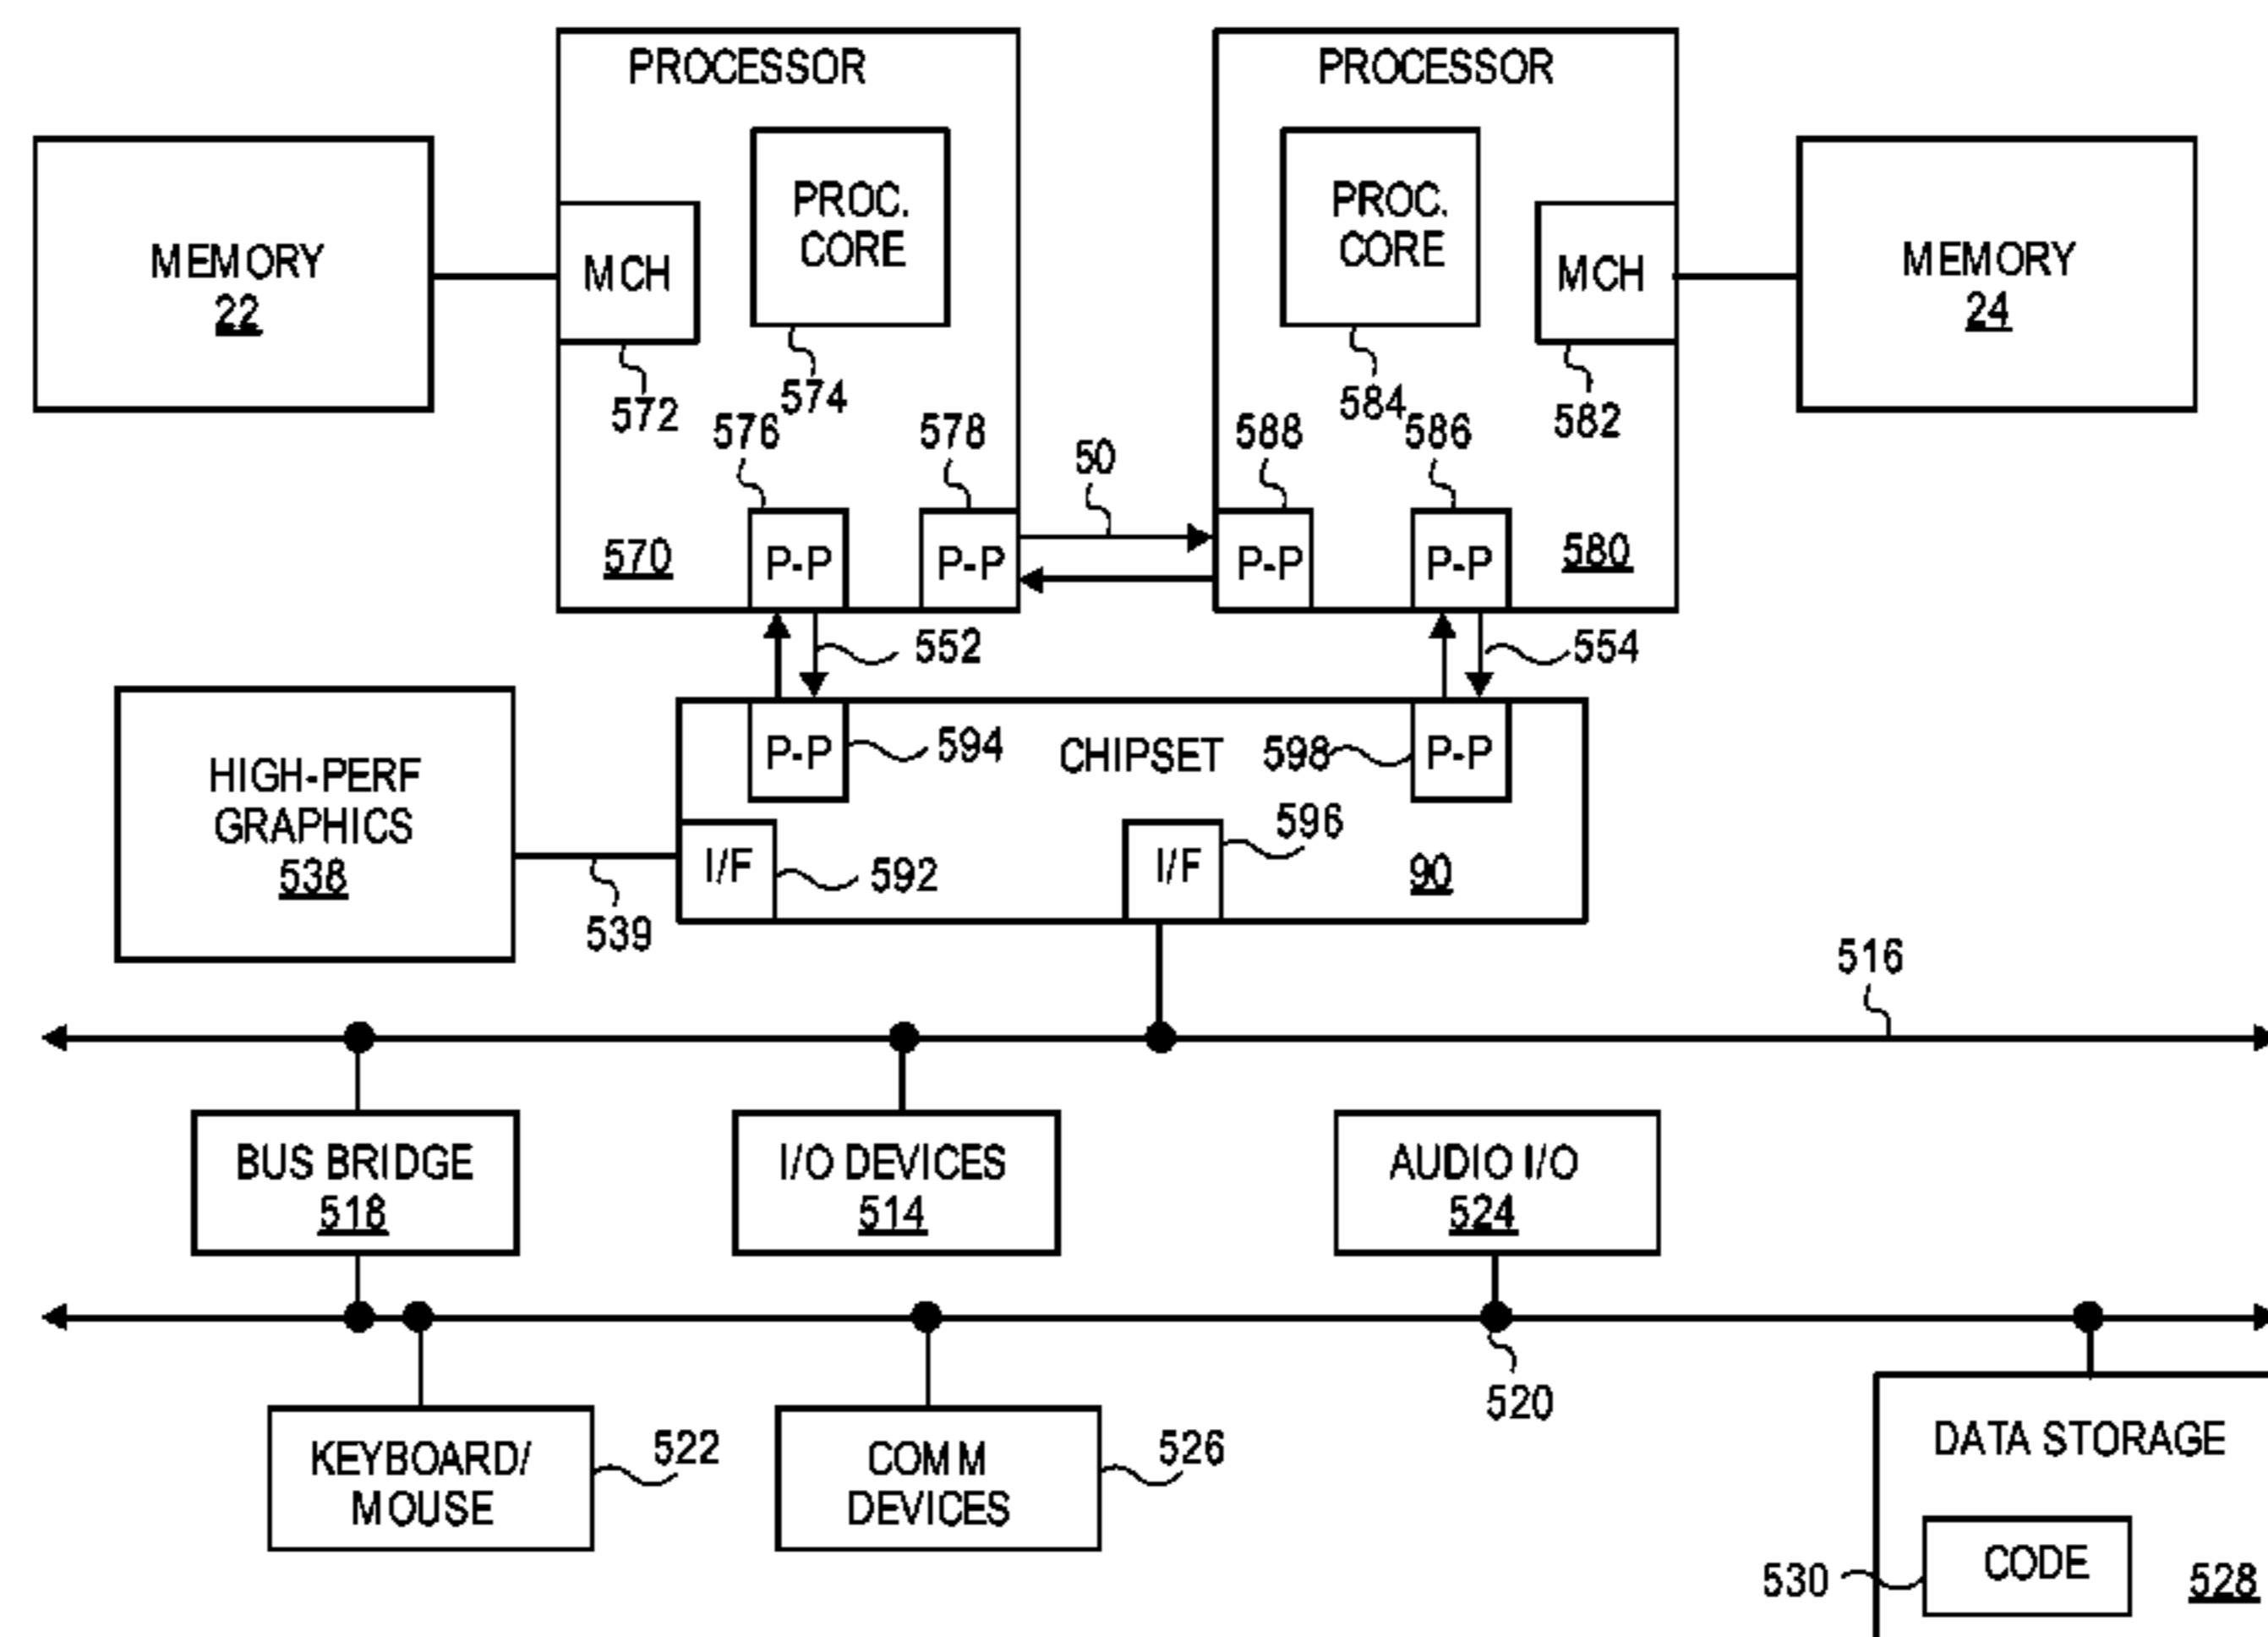 PROCESSOR
PROCESSOR
MEMORY
22
MCH
PROC.
CORE
PROC.
CORE
MCH
MEMORY
24
572
574
584
582
576
578
50
588
586
570
P-P
P-P
P-P
P-P
580
552
554
HIGH-PERF
GRAPHICS
538
P-P
594
CHIPSET
598
P-P
I/F
592
I/F
596
90
539
516
BUS BRIDGE
518
I/O DEVICES
514
AUDIO I/O
524
520
KEYBOARD/
MOUSE
522
COMM
DEVICES
526
DATA STORAGE
530
CODE
528